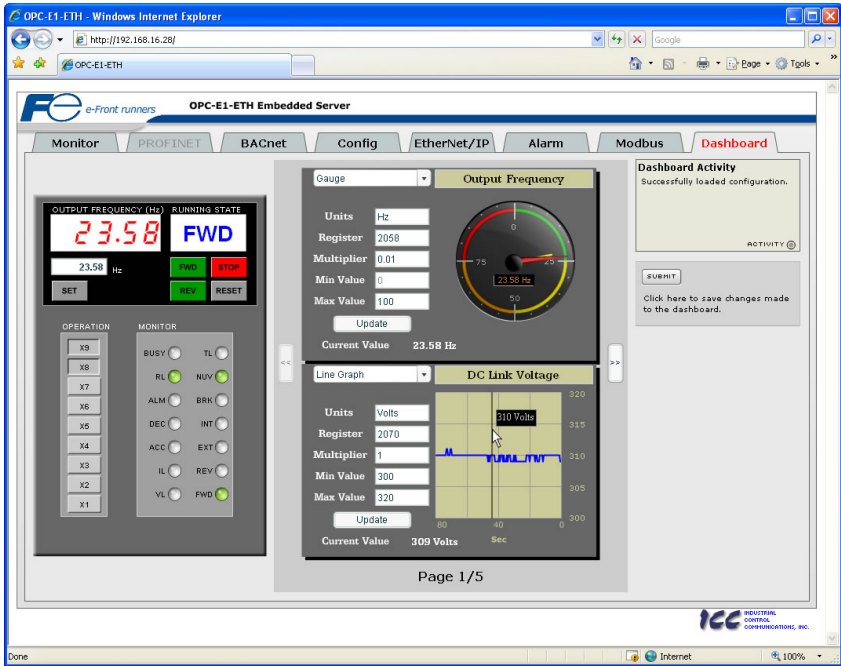 OPC-E1-ETH - Windows Internet Explorer
http://192.168.16.28/
Google
OPC-E1-ETH
Page
Tools
Fe e-Front runners
OPC-E1-ETH Embedded Server
Monitor PROFINET BACnet Config EtherNet/IP Alarm Modbus Dashboard
OUTPUT FREQUENCY (Hz) RUNNING STATE
23.58 FWD
23.58 Hz FWD STOP
SET REV RESET
OPERATION MONITOR
X9
X8
X7
X6
X5
X4
X3
X2
X1
BUSY TL
RL NUV
ALM BRK
DEC INT
ACC EXT
IL REV
VL FWD
<<
Gauge Output Frequency
Units Hz
Register 2058
Multiplier 0.01
Min Value 0
Max Value 100
Update
Current Value 23.58 Hz
0
75 25
23.58 Hz
50
Line Graph DC Link Voltage
Units Volts
Register 2070
Multiplier 1
Min Value 300
Max Value 320
Update
Current Value 309 Volts
310 Volts
320
315
310
305
300
80 40 0
Sec
>>
Page 1/5
Dashboard Activity
Successfully loaded configuration.
ACTIVITY
SUBMIT
Click here to save changes made
to the dashboard.
ICC INDUSTRIAL
CONTROL
COMMUNICATIONS, INC.
Done
Internet
100%